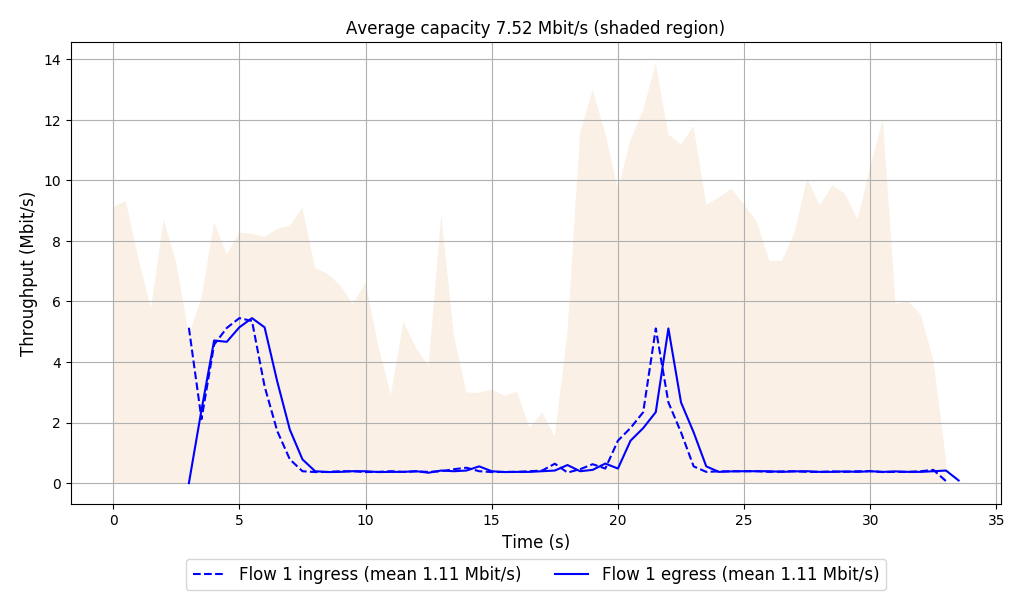 Average capacity 7.52 Mbit/s (shaded region)
Throughput (Mbit/s)
14
12
10
8
6
4
2
0
0 5 10 15 20 25 30 35
Time (s)
Flow 1 ingress (mean 1.11 Mbit/s) Flow 1 egress (mean 1.11 Mbit/s)